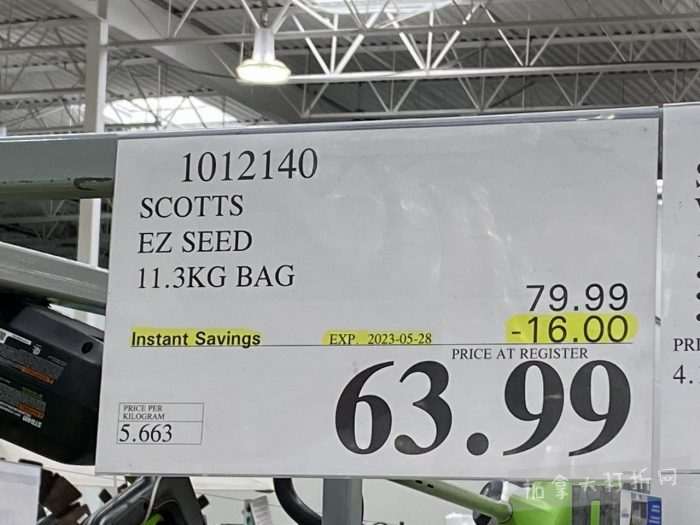 1012140
SCOTTS
EZ SEED
11.3KG BAG
79.99
Instant Savings EXP. 2023-05-28 -16.00
PRICE AT REGISTER
63.99
PRICE PER
KILOGRAM
5.663
4.
加拿大打折网